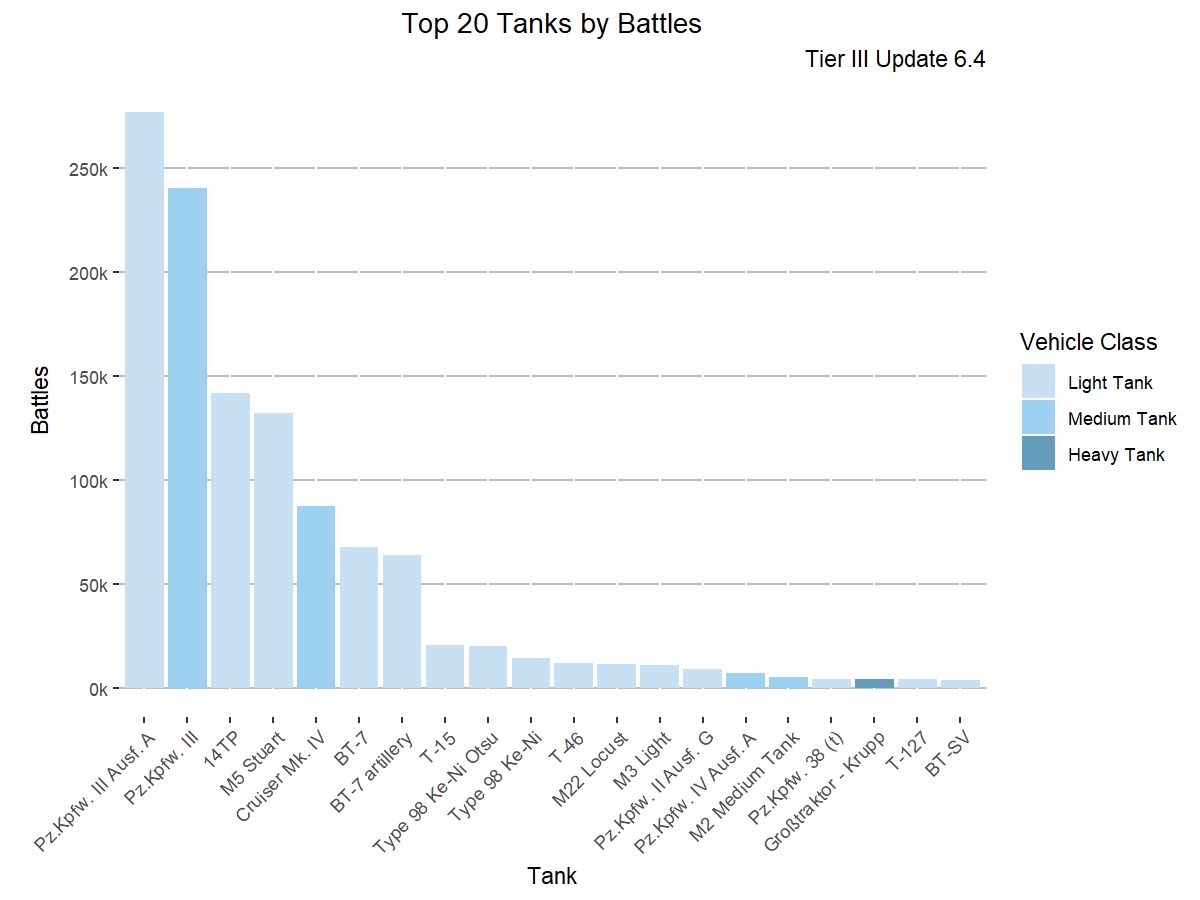 Top 20 Tanks by Battles
Tier III Update 6.4
250k
200k
150k
100k
50k
0k
Battles
Pz.Kpfw. III Ausf. A
Pz.Kpfw. III
14TP
M5 Stuart
Cruiser Mk. IV
BT-7
BT-7 artillery
T-15
Type 98 Ke-Ni Otsu
Type 98 Ke-Ni
T-46
M22 Locust
M3 Light
Pz.Kpfw. II Ausf. G
Pz.Kpfw. IV Ausf. A
M2 Medium Tank
Pz.Kpfw. 38 (t)
Großtraktor - Krupp
T-127
BT-SV
Tank
Vehicle Class
Light Tank
Medium Tank
Heavy Tank